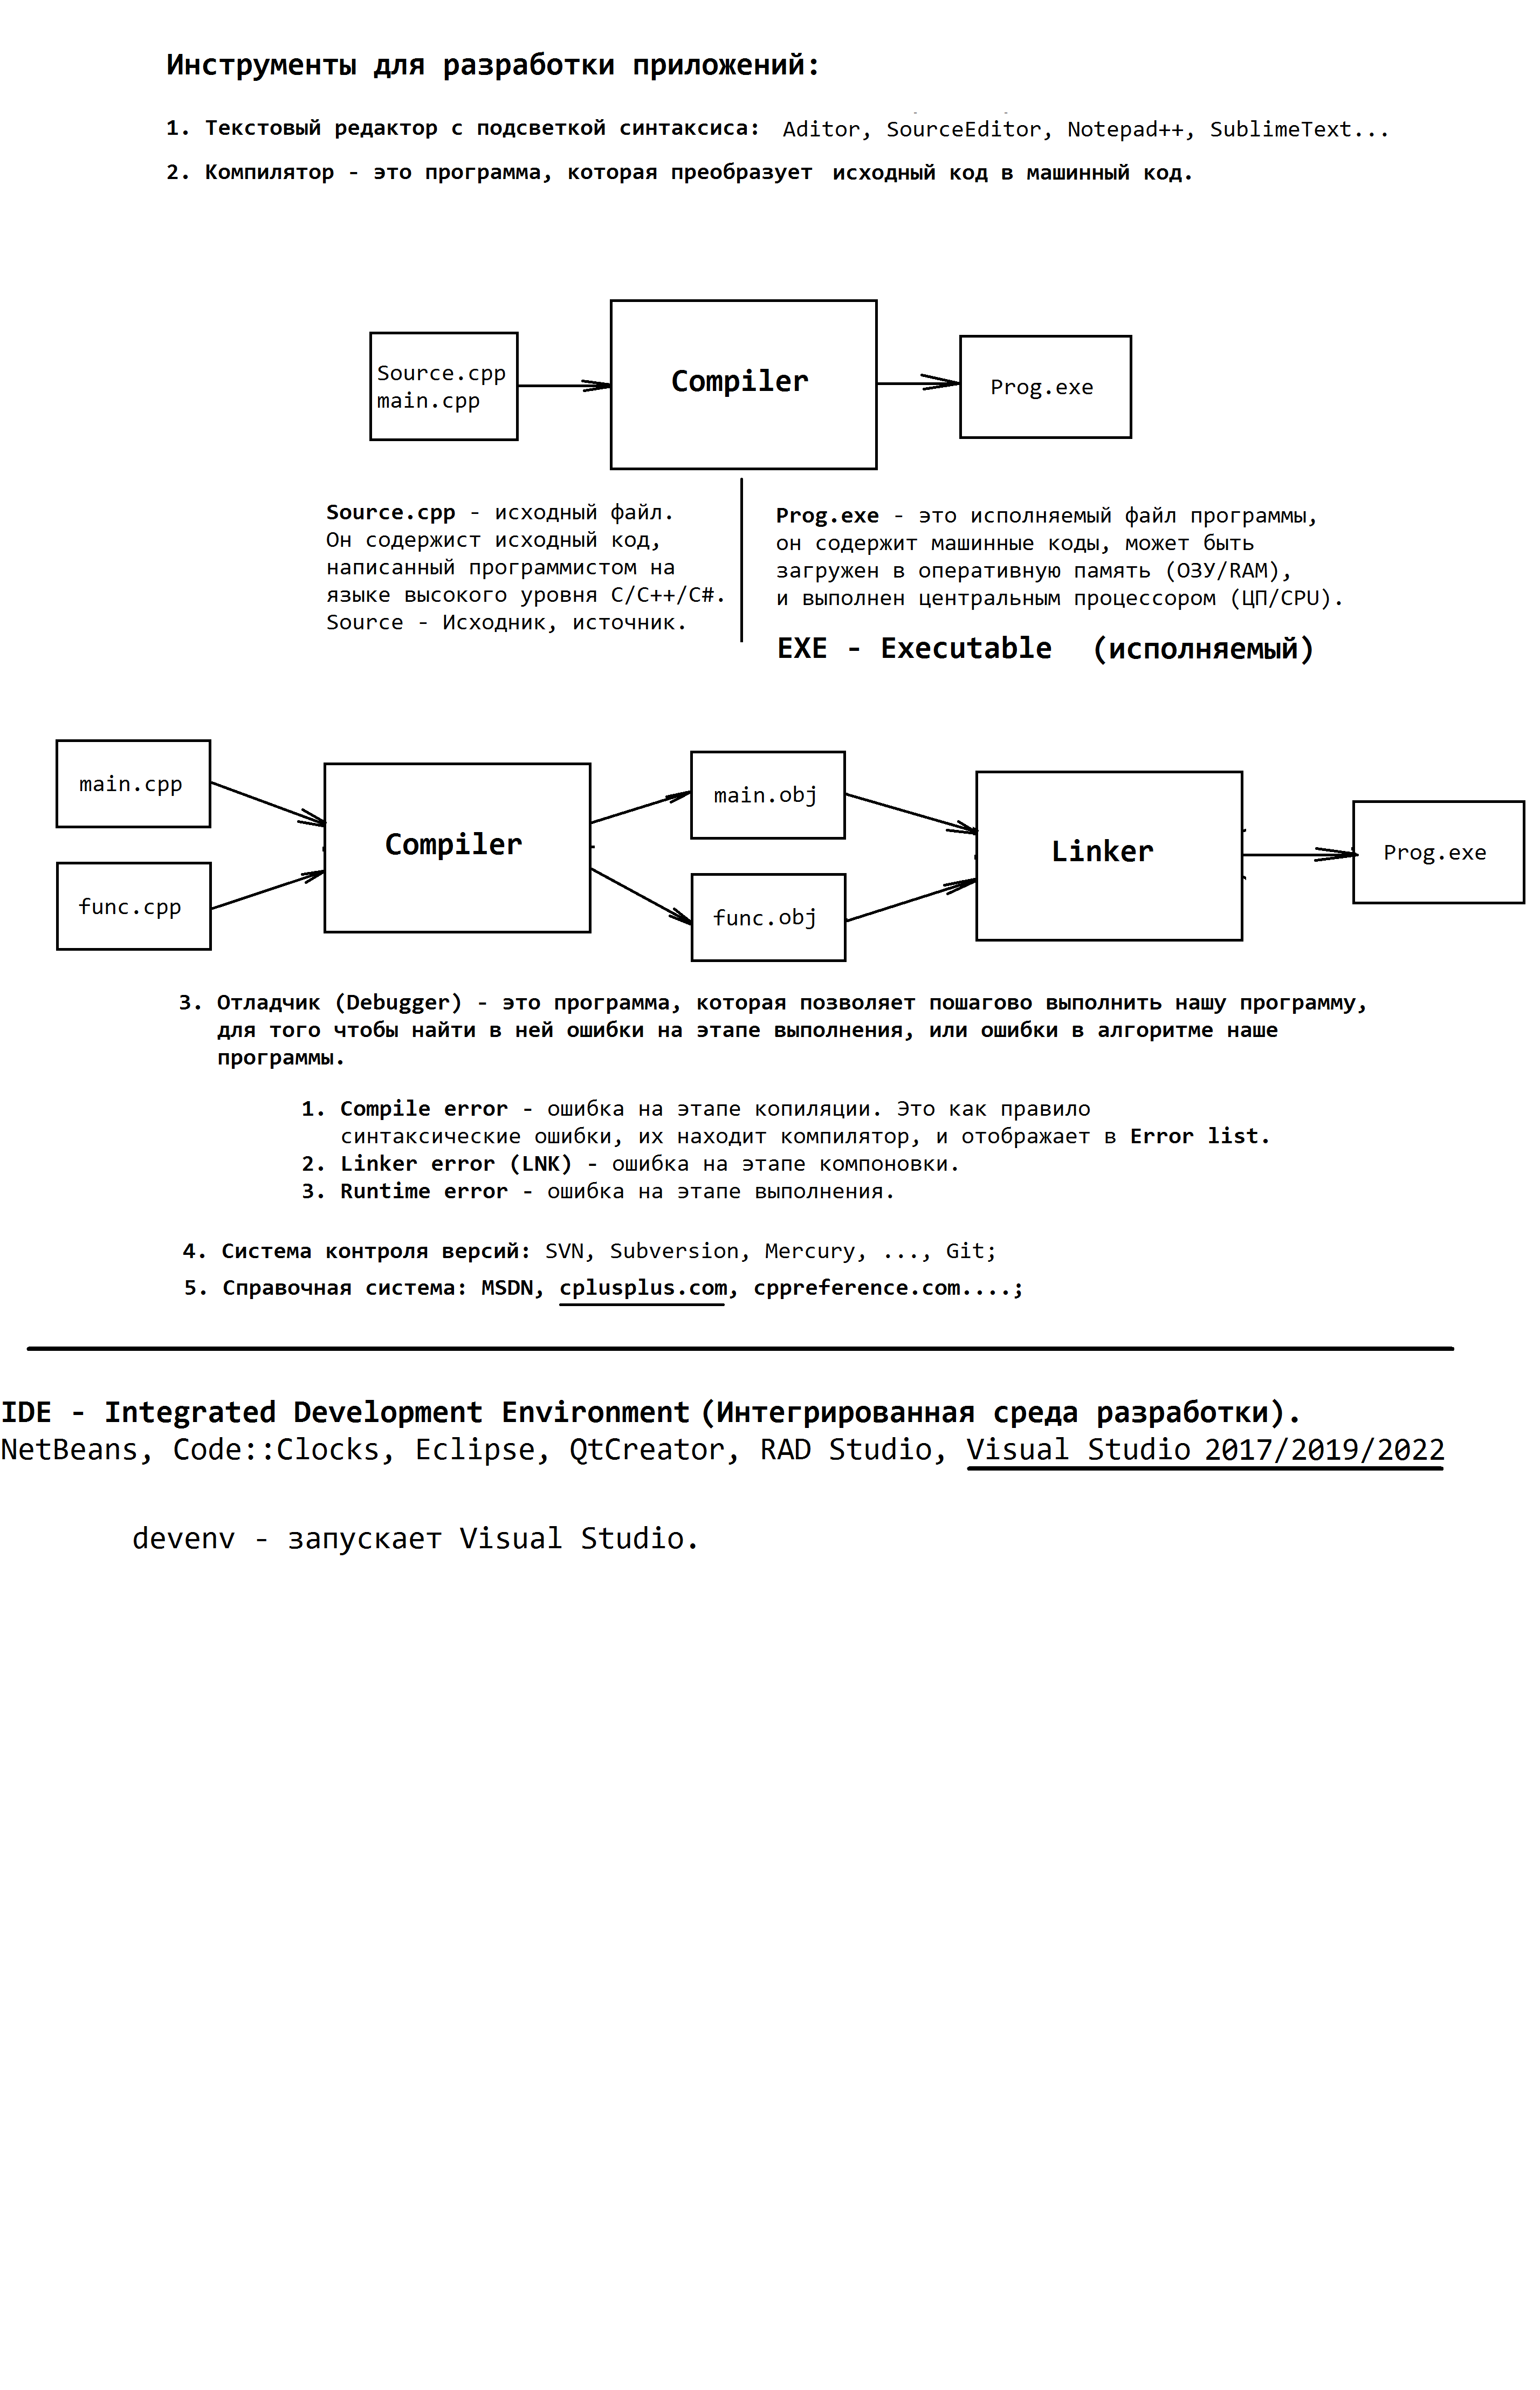 Инструменты для разработки приложений:
1. Текстовый редактор с подсветкой синтаксиса: Aditor, SourceEditor, Notepad++, SublimeText...
2. Компилятор - это программа, которая преобразует исходный код в машинный код.
Source.cpp
main.cpp
Compiler
Prog.exe
Source.cpp - исходный файл.
Он содержист исходный код,
написанный программистом на
языке высокого уровня C/C++/C#.
Source - Исходник, источник.
Prog.exe - это исполняемый файл программы,
он содержит машинные коды, может быть
загружен в оперативную память (ОЗУ/RAM),
и выполнен центральным процессором (ЦП/CPU).
EXE - Executable (исполняемый)
main.cpp
func.cpp
Compiler
main.obj
func.obj
Linker
Prog.exe
3. Отладчик (Debugger) - это программа, которая позволяет пошагово выполнить нашу программу,
для того чтобы найти в ней ошибки на этапе выполнения, или ошибки в алгоритме наше
программы.
1. Compile error - ошибка на этапе копиляции. Это как правило
синтаксические ошибки, их находит компилятор, и отображает в Error list.
2. Linker error (LNK) - ошибка на этапе компоновки.
3. Runtime error - ошибка на этапе выполнения.
4. Система контроля версий: SVN, Subversion, Mercury, ..., Git;
5. Справочная система: MSDN, cplusplus.com, cppreference.com....;
IDE - Integrated Development Environment (Интегрированная среда разработки).
NetBeans, Code::Clocks, Eclipse, QtCreator, RAD Studio, Visual Studio 2017/2019/2022
devenv - запускает Visual Studio.